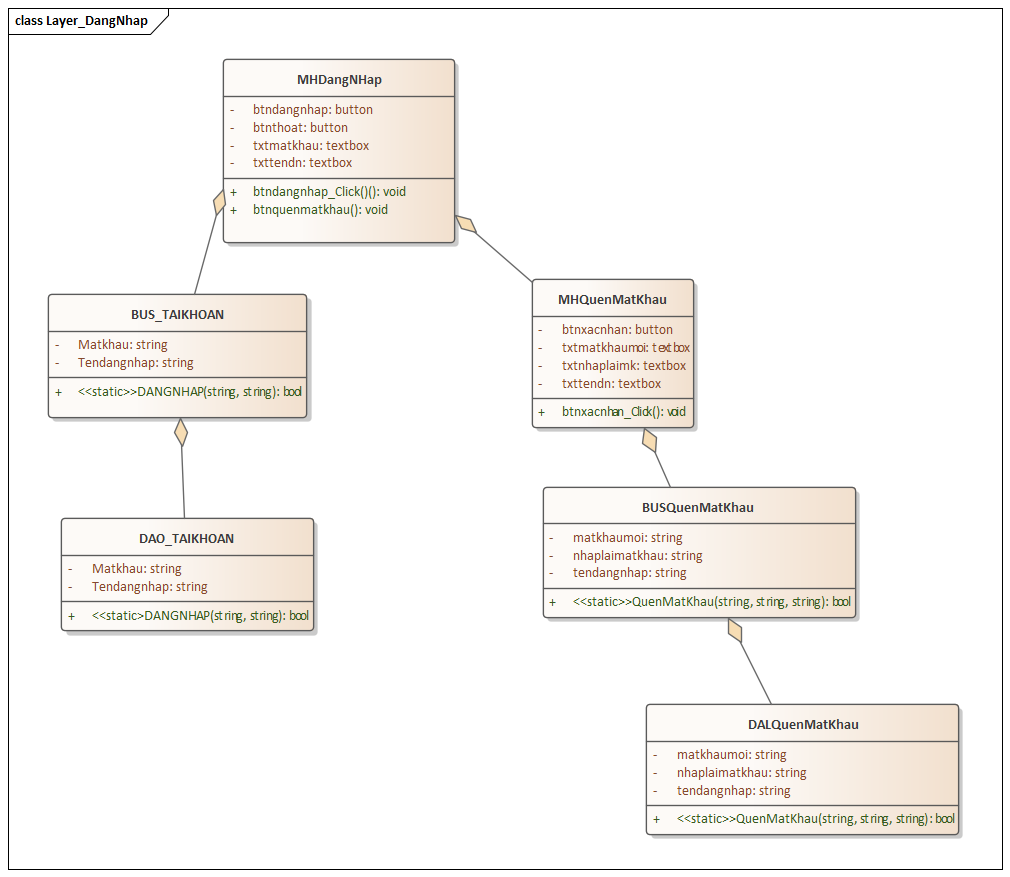 class Layer_DangNhap
MHDangNHap
- btndangnhap: button
- btnthoat: button
- txtmatkhau: textbox
- txttendn: textbox
+ btndangnhap_Click()(): void
+ btnquenmatkhau(): void
MHQuenMatKhau
- btnxacnhan: button
- txtmatkhaumoi: textbox
- txtnhaplaimk: textbox
- txttendn: textbox
+ btnxacnhan_Click(): void
BUS_TAIKHOAN
- Matkhau: string
- Tendangnhap: string
+ <<static>>DANGNHAP(string, string): bool
BUSQuenMatKhau
- matkhaumoi: string
- nhaplaimatkhau: string
- tendangnhap: string
+ <<static>>QuenMatKhau(string, string, string): bool
DAO_TAIKHOAN
- Matkhau: string
- Tendangnhap: string
+ <<static>DANGNHAP(string, string): bool
DALQuenMatKhau
- matkhaumoi: string
- nhaplaimatkhau: string
- tendangnhap: string
+ <<static>>QuenMatKhau(string, string, string): bool